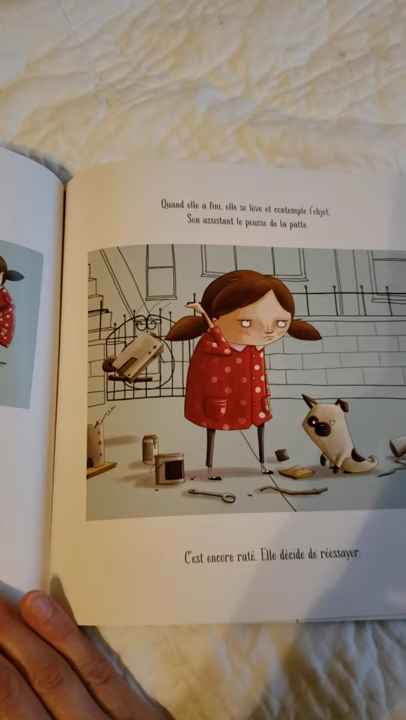 Quand elle a fini, elle se lève et contemple l'objet.
Son assistant le pousse de la patte.
C'est encore raté. Elle décide de réessayer.